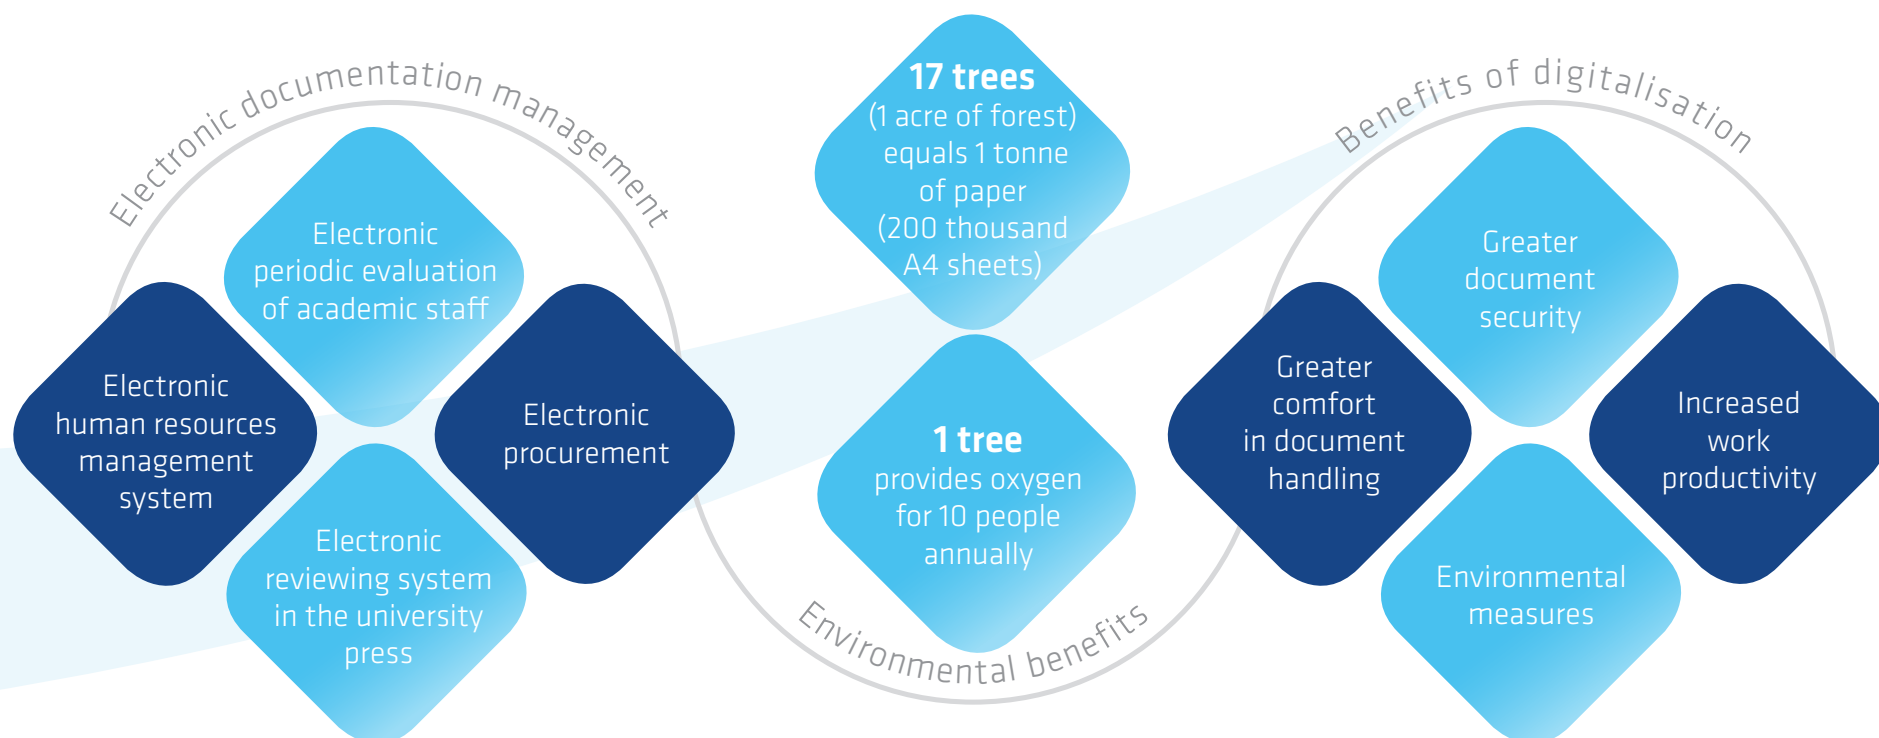 Electronic documentation management
Electronic
periodic evaluation
of academic staff
Electronic
human resources
management
system
Electronic
procurement
Electronic
reviewing system
in the university
press
17 trees
(1 acre of forest)
equals 1 tonne
of paper
(200 thousand
A4 sheets)
1 tree
provides oxygen
for 10 people
annually
Environmental benefits
Benefits of digitalisation
Greater
document
security
Greater
comfort
in document
handling
Increased
work
productivity
Environmental
measures